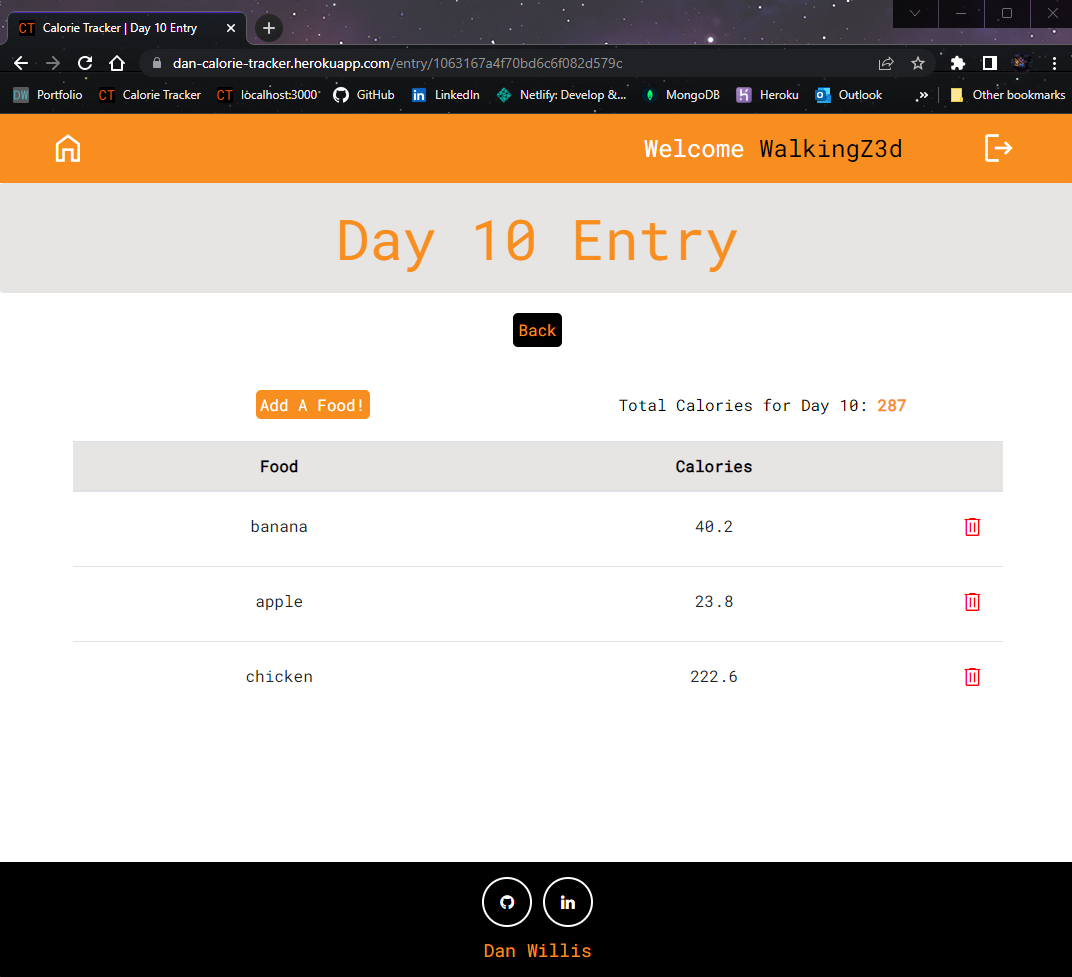 CT Calorie Tracker | Day 10 Entry
dan-calorie-tracker.herokuapp.com/entry/1063167a4f70bd6c6f082d579c
DW Portfolio CT Calorie Tracker CT localhost:3000 GitHub in LinkedIn Netlify: Develop &... MongoDB H Heroku o Outlook » Other bookmarks
Welcome WalkingZ3d
Day 10 Entry
Back
Add A Food! Total Calories for Day 10: 287
Food Calories
banana 40.2
apple 23.8
chicken 222.6
in
Dan Willis